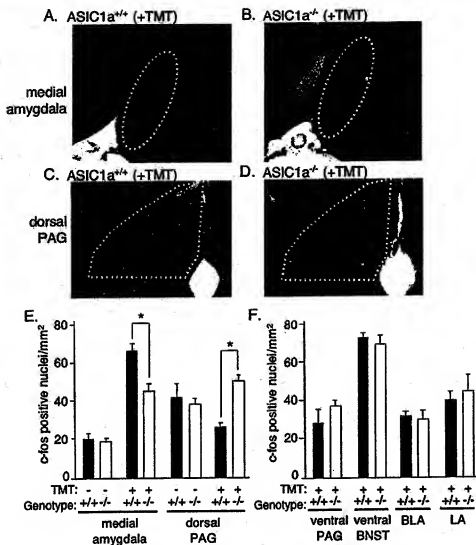 A. ASIC1a+/+ (+TMT)
B. ASIC1a-/- (+TMT)
medial
amygdala
C. ASIC1a+/+ (+TMT)
D. ASIC1a-/- (+TMT)
dorsal
PAG
E.
c-fos positive nuclei/mm2
80
60
40
20
0
*
*
TMT: - - + + - - + +
Genotype: +/+ -/- +/+ -/- +/+ -/- +/+ -/-
medial
amygdala
dorsal
PAG
F.
c-fos positive nuclei/mm2
80
60
40
20
0
TMT: + + + + + + + +
Genotype: +/+ -/- +/+ -/- +/+ -/- +/+ -/-
ventral
PAG
ventral
BNST
BLA
LA